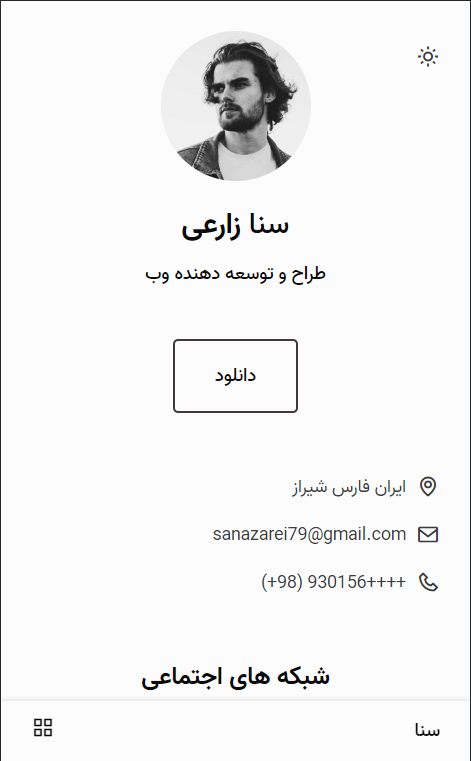 سنا زارعی
طراح و توسعه دهنده وب
دانلود
ایران فارس شیراز
sanazarei79@gmail.com
(+98) 930156++++
شبکه های اجتماعی
سنا